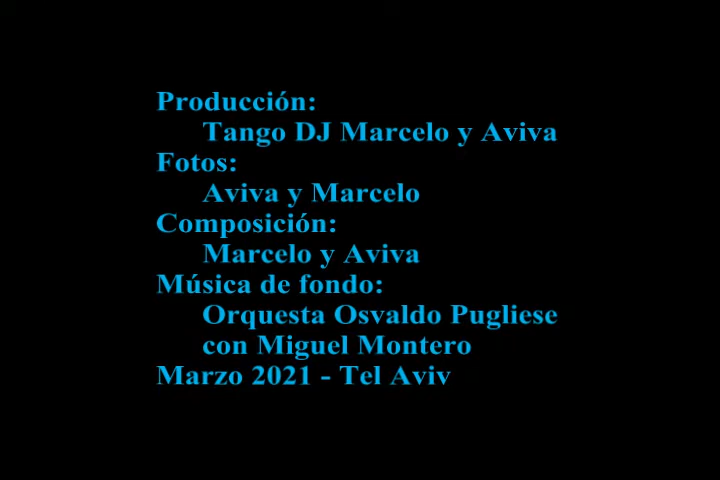 Producción:
Tango DJ Marcelo y Aviva
Fotos:
Aviva y Marcelo
Composición:
Marcelo y Aviva
Música de fondo:
Orquesta Osvaldo Pugliese
con Miguel Montero
Marzo 2021 - Tel Aviv